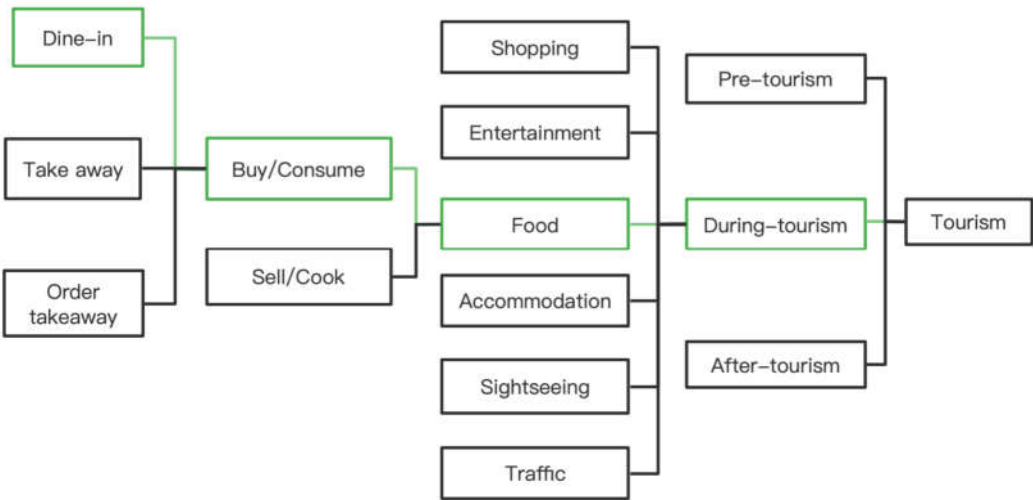 Dine-in
Take away
Order
takeaway
Buy/Consume
Sell/Cook
Shopping
Entertainment
Food
Accommodation
Sightseeing
Traffic
Pre-tourism
During-tourism
After-tourism
Tourism